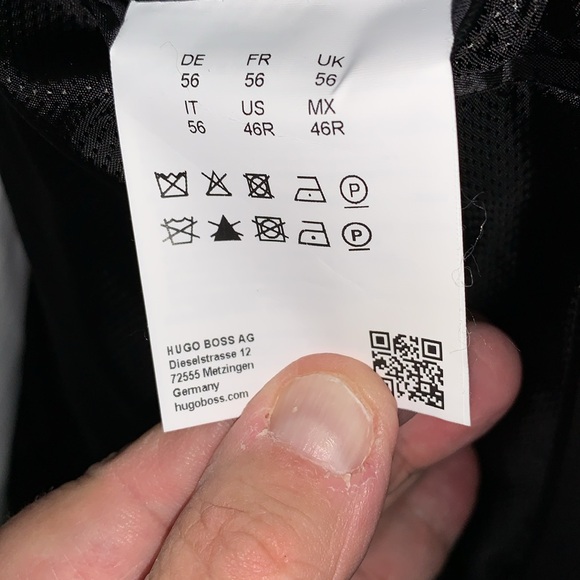 DE FR UK
56 56 56
IT US MX
56 46R 46R
P
P
HUGO BOSS AG
Dieselstrasse 12
72555 Metzingen
Germany
hugoboss.com